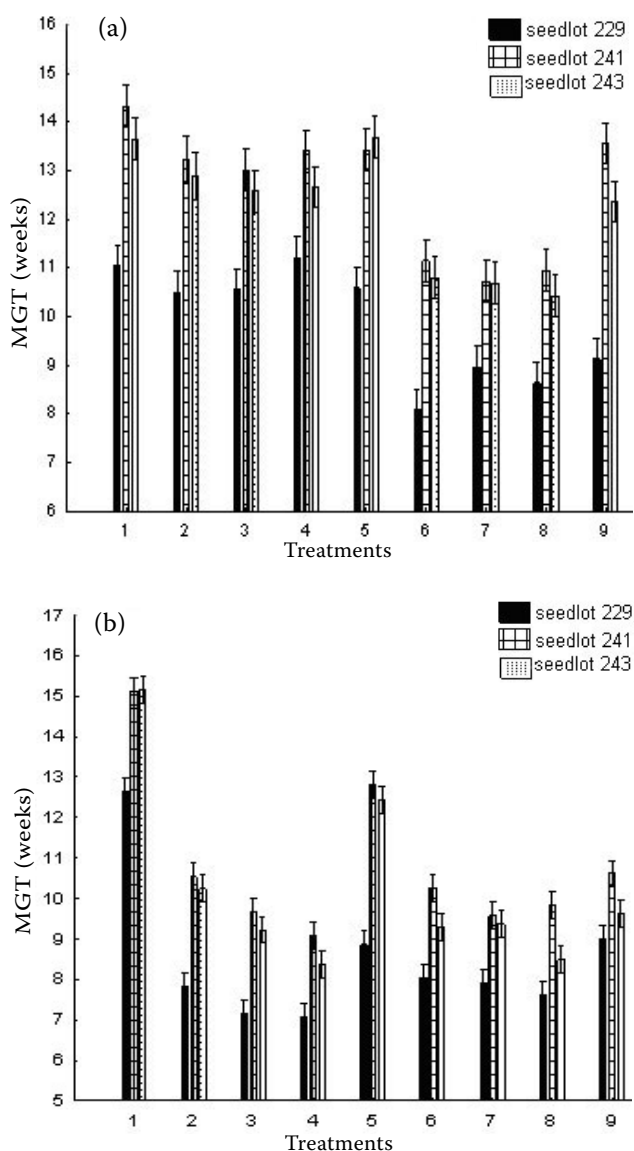 (a)
seedlot 229
seedlot 241
seedlot 243
16
15
14
13
12
11
10
9
8
7
6
MGT (weeks)
1 2 3 4 5 6 7 8 9
Treatments
(b)
seedlot 229
seedlot 241
seedlot 243
17
16
15
14
13
12
11
10
9
8
7
6
5
MGT (weeks)
1 2 3 4 5 6 7 8 9
Treatments